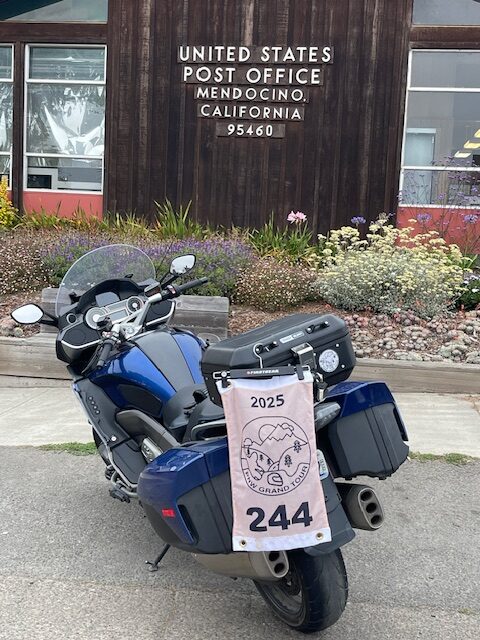 UNITED STATES
POST OFFICE
MENDOCINO,
CALIFORNIA
95460
2025
GRAND TOUR
244